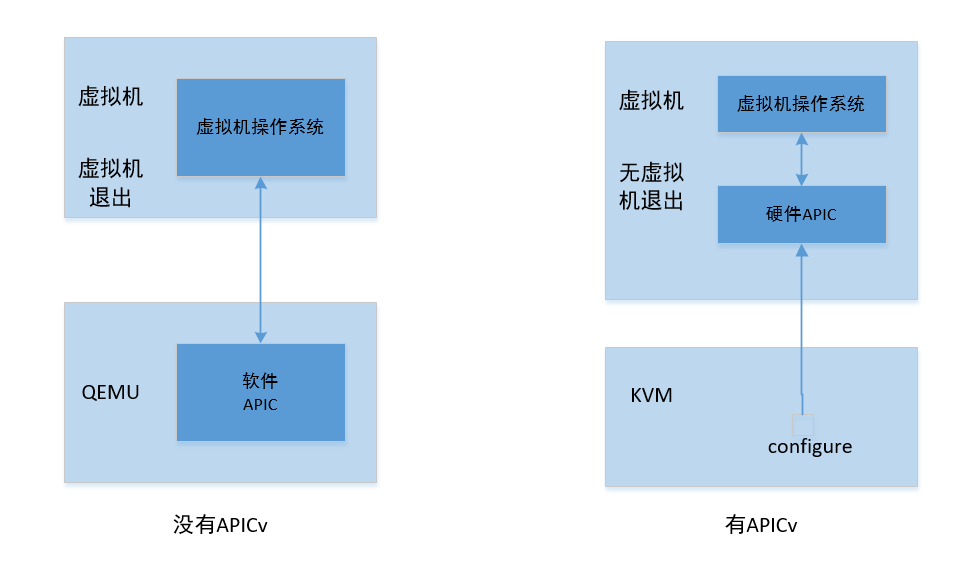 虚拟机
虚拟机操作系统
虚拟机
退出
QEMU
软件
APIC
没有APICv
虚拟机
虚拟机操作系统
无虚拟
机退出
硬件APIC
KVM
configure
有APICv